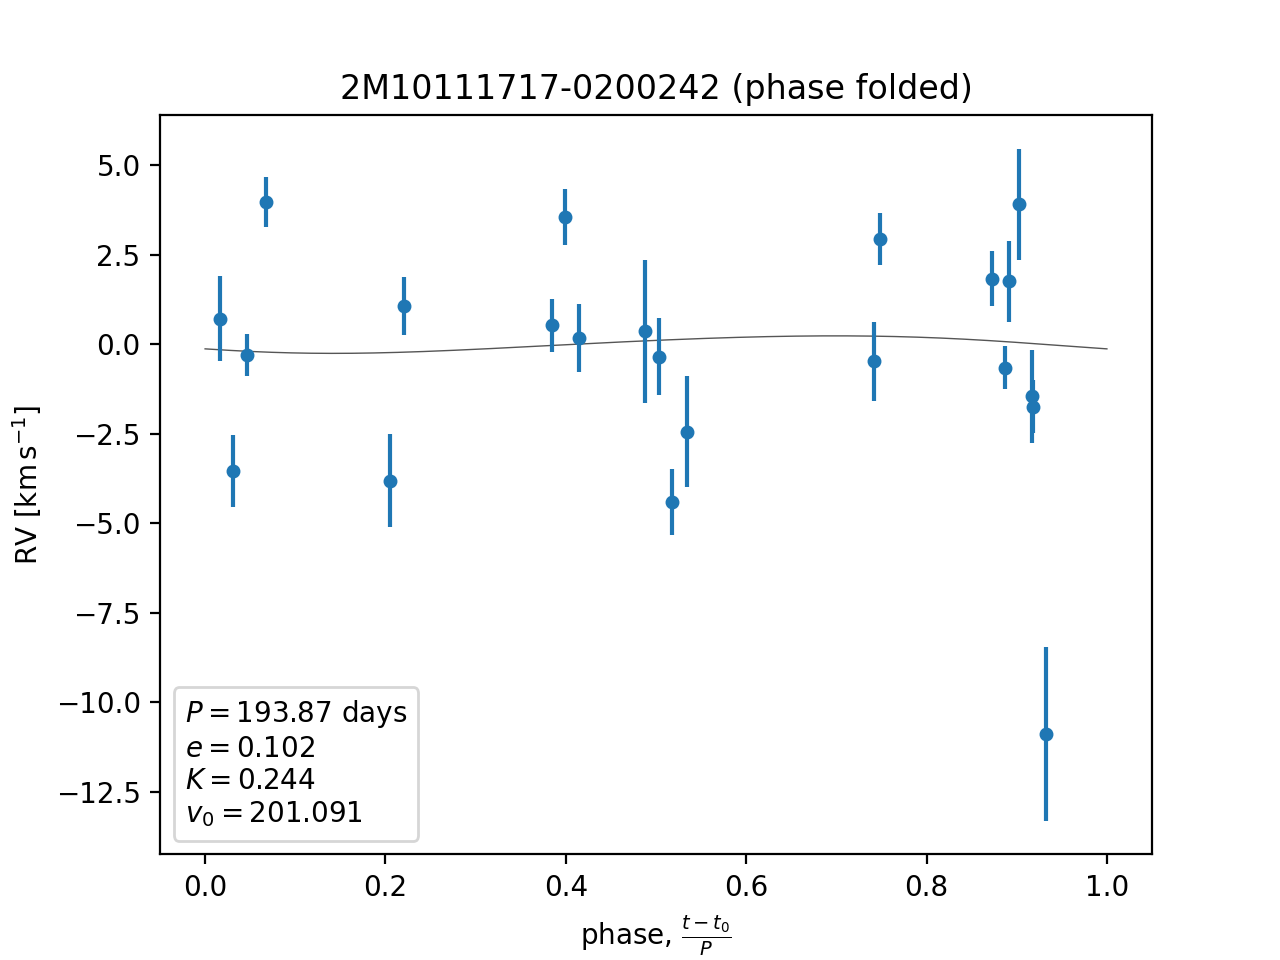 2M10111717-0200242 (phase folded)
5.0
2.5
0.0
−2.5
−5.0
−7.5
−10.0
−12.5
RV [km s⁻¹]
P = 193.87 days
e = 0.102
K = 0.244
v₀ = 201.091
0.0 0.2 0.4 0.6 0.8 1.0
phase, (t − t₀)/P